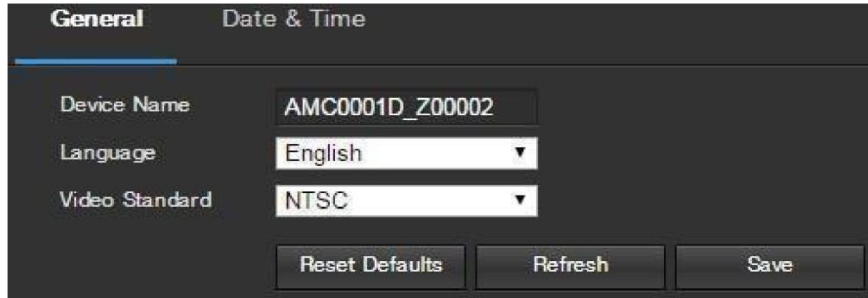 General Date & Time
Device Name AMC0001D_Z00002
Language English
Video Standard NTSC
Reset Defaults Refresh Save